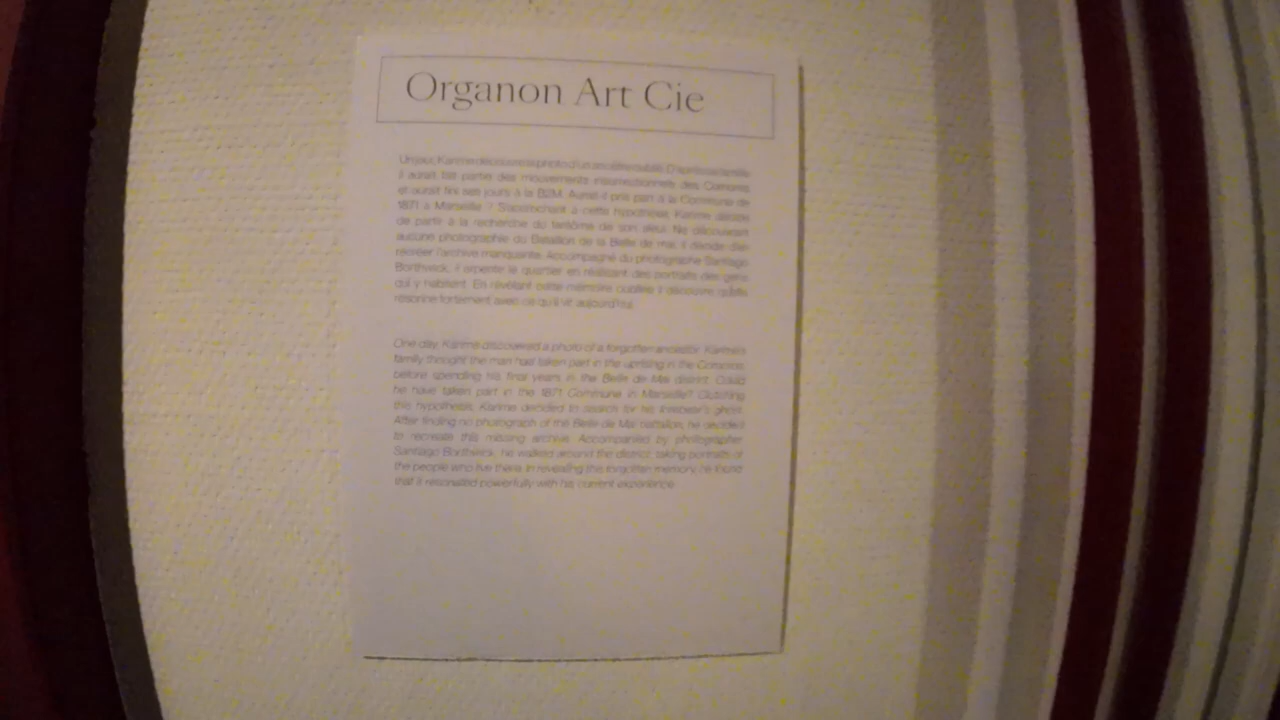 Organon Art Cie
Un jour, Karime découvre la photo d'un ancêtre oublié. D'après sa famille
il aurait fait partie des mouvements insurrectionnels des Comores
et aurait fini ses jours à la B2M. Aurait-il pris part à la Commune de
1871 à Marseille ? S'accrochant à cette hypothèse, Karime décide
de partir à la recherche du fantôme de son aïeul. Ne découvrant
aucune photographie du Bataillon de la Belle de mai, il décide d'en
recréer l'archive manquante. Accompagné du photographe Santiago
Borthwick, il arpente le quartier en réalisant des portraits des gens
qui y habitent. En révélant cette mémoire oubliée il découvre qu'elle
résonne fortement avec ce qu'il vit aujourd'hui.
One day, Karime discovered a photo of a forgotten ancestor. Karime's
family thought the man had taken part in the uprising in the Comoros
before spending his final years in the Belle de Mai district. Could
he have taken part in the 1871 Commune in Marseille? Clutching
this hypothesis, Karime decided to search for his forebear's ghost.
After finding no photograph of the Belle de Mai battalion, he decided
to recreate this missing archive. Accompanied by photographer
Santiago Borthwick, he walked around the district, taking portraits of
the people who live there. In revealing this forgotten memory, he found
that it resonated powerfully with his current experience.